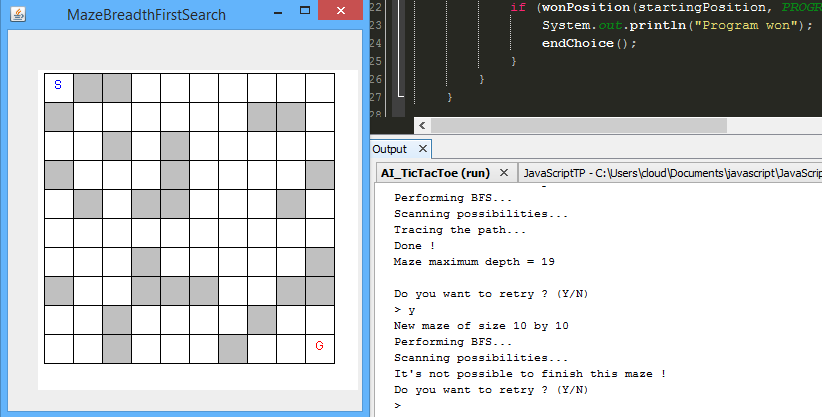 MazeBreadthFirstSearch
S
G
22 if (wonPosition(startingPosition, PROGR
23 System.out.println("Program won");
24 endChoice();
25 }
26 }
27 }
28
Output
AI_TicTacToe (run)
JavaScriptTP - C:\Users\cloud\Documents\javascript\JavaScrip
Performing BFS...
Scanning possibilities...
Tracing the path...
Done !
Maze maximum depth = 19
Do you want to retry ? (Y/N)
> y
New maze of size 10 by 10
Performing BFS...
Scanning possibilities...
It's not possible to finish this maze !
Do you want to retry ? (Y/N)
>